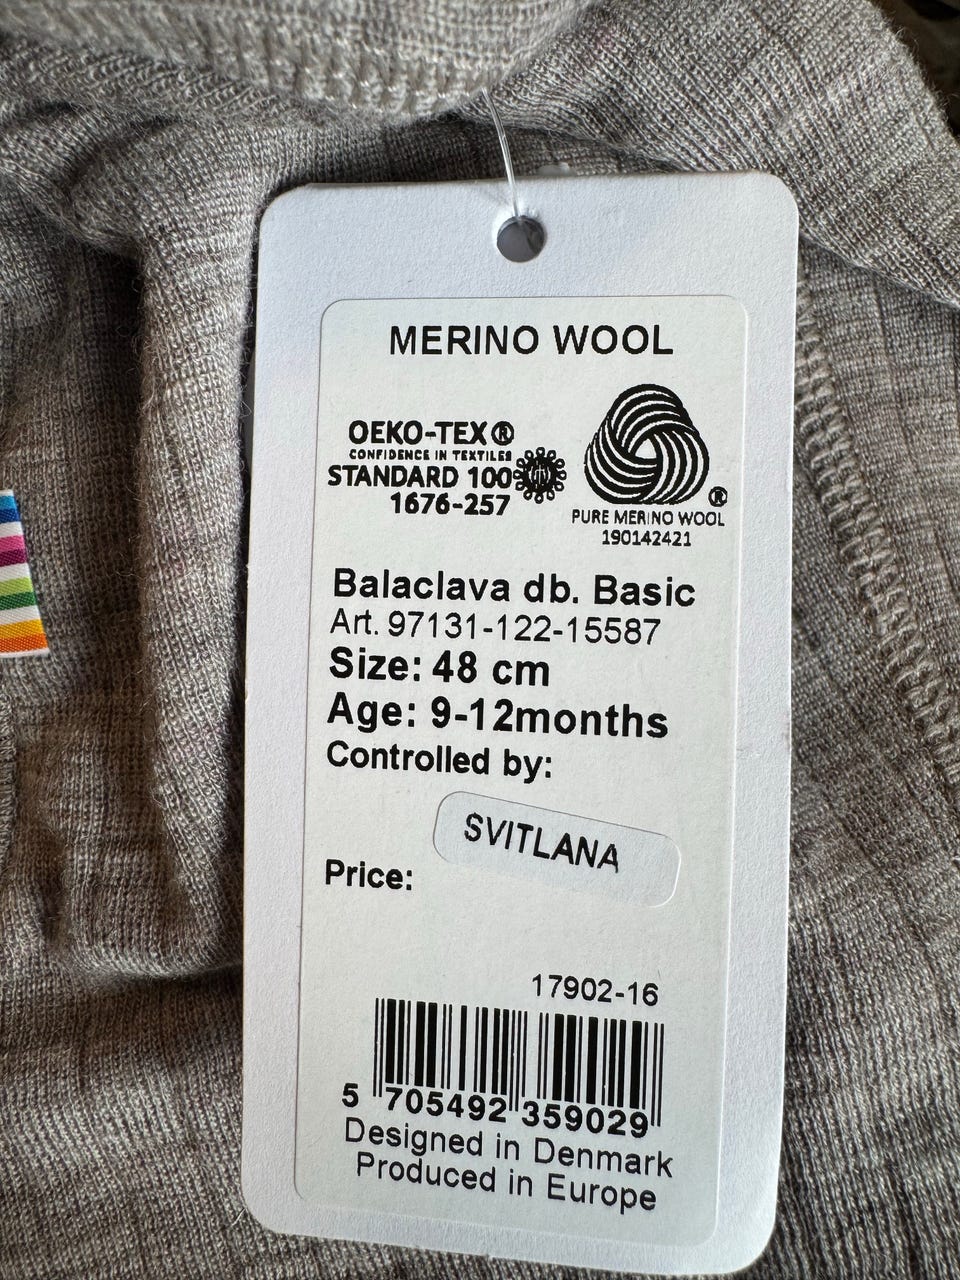 MERINO WOOL
OEKO-TEX®
CONFIDENCE IN TEXTILES
STANDARD 100
1676-257
®
PURE MERINO WOOL
190142421
Balaclava db. Basic
Art. 97131-122-15587
Size: 48 cm
Age: 9-12months
Controlled by:
SVITLANA
Price:
17902-16
5 705492 359029
Designed in Denmark
Produced in Europe